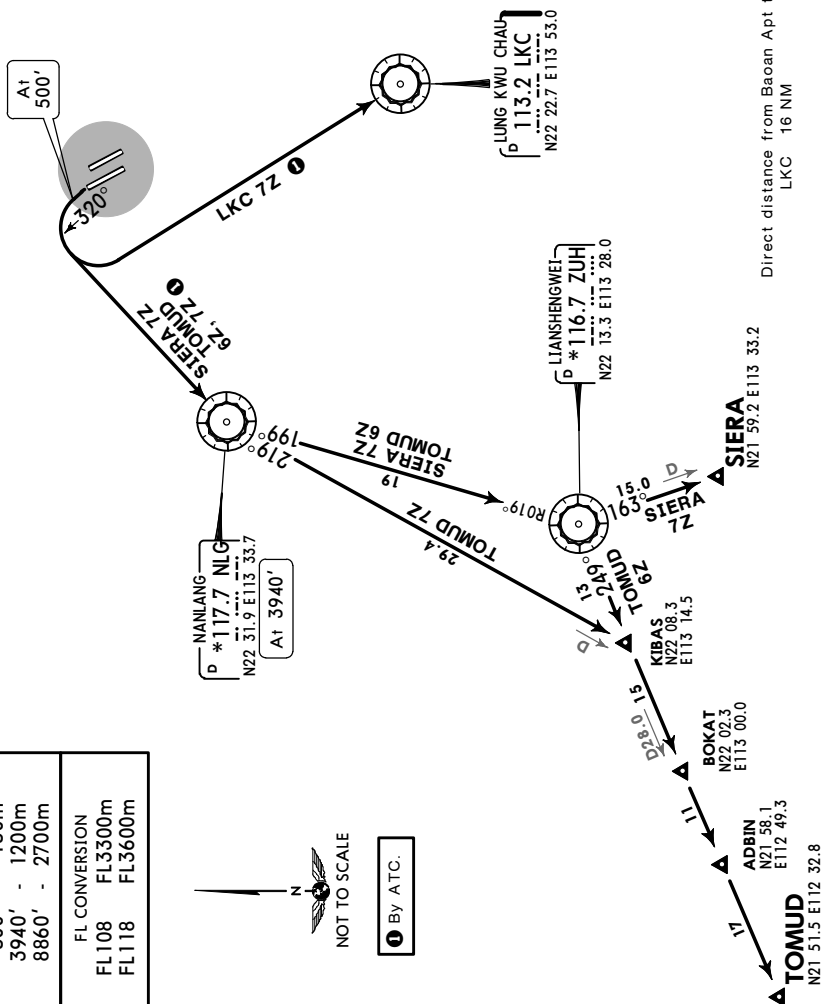 At
500'
320°
LKC 7Z ❶
LUNG KWU CHAU
D 113.2 LKC
N22 22.7 E113 53.0
Direct distance from Baoan Apt
LKC 16 NM
SIERA 7Z
TOMUD
6Z, 7Z ❶
NANLANG
D *117.7 NLG
N22 31.9 E113 33.7
At 3940'
219°
199°
SIERA 7Z
TOMUD 6Z
19
R019°
TOMUD 7Z
29.4
LIANSHENGWEI
D *116.7 ZUH
N22 13.3 E113 28.0
163°
15.0
D
SIERA
7Z
SIERA
N21 59.2 E113 33.2
249°
13
TOMUD
6Z
D
KIBAS
N22 08.3
E113 14.5
D28.0
15
BOKAT
N22 02.3
E113 00.0
11
ADBIN
N21 58.1
E112 49.3
17
TOMUD
N21 51.5 E112 32.8
3940' - 1200m
8860' - 2700m
FL CONVERSION
FL108 FL3300m
FL118 FL3600m
N
NOT TO SCALE
❶ By ATC.